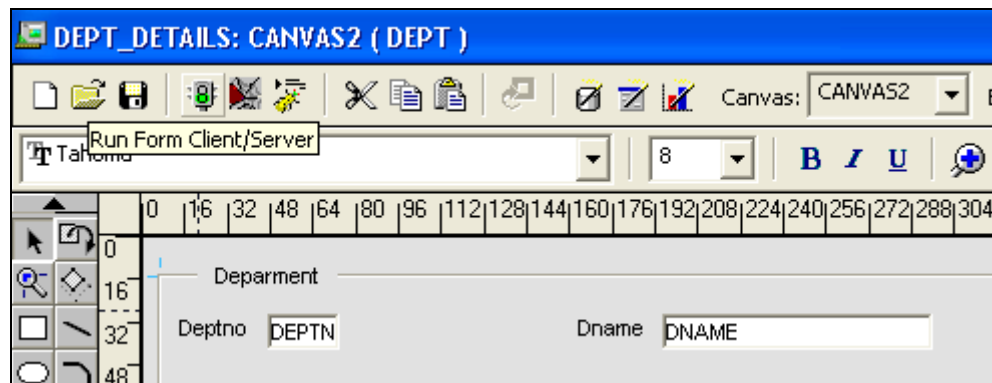 DEPT_DETAILS: CANVAS2 ( DEPT )
Canvas: CANVAS2
Run Form Client/Server
8 B I U
0 16 32 48 64 80 96 112 128 144 160 176 192 208 224 240 256 272 288 304
0
Deparment
16
Deptno DEPTN Dname DNAME
32
48